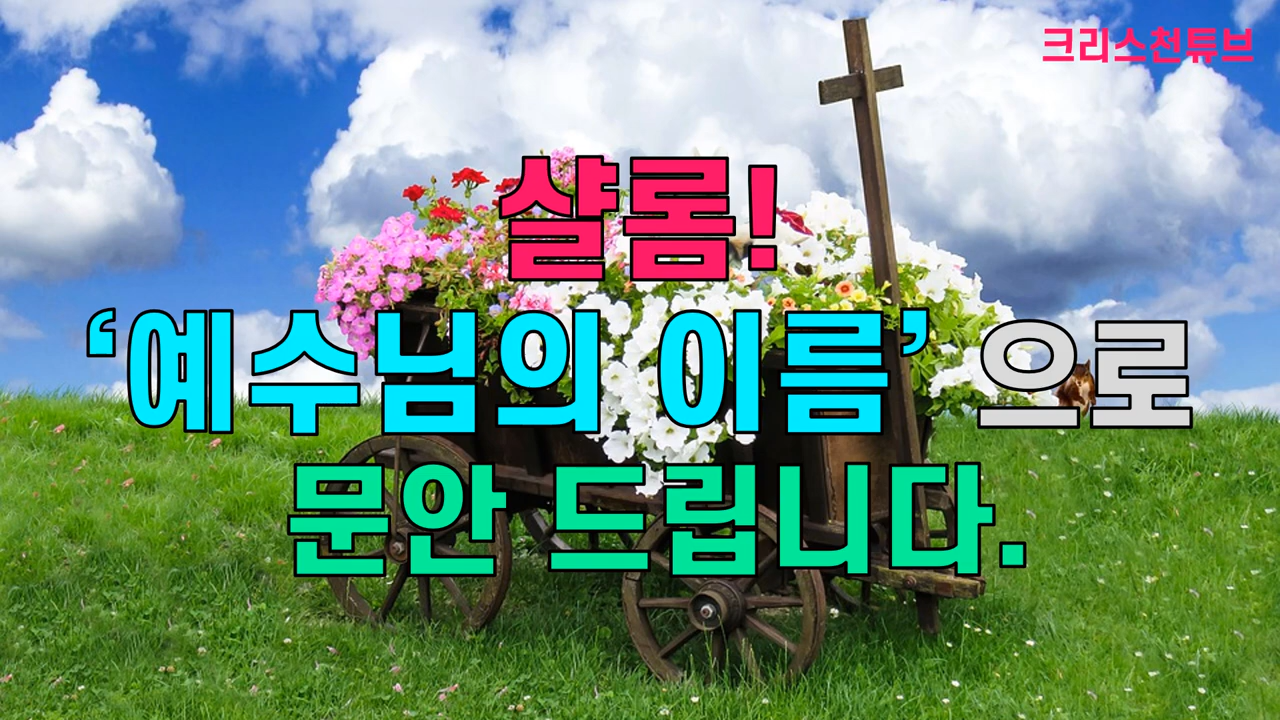 크리스천튜브
샬롬!
‘예수님의 이름’ 으로
문안 드립니다.